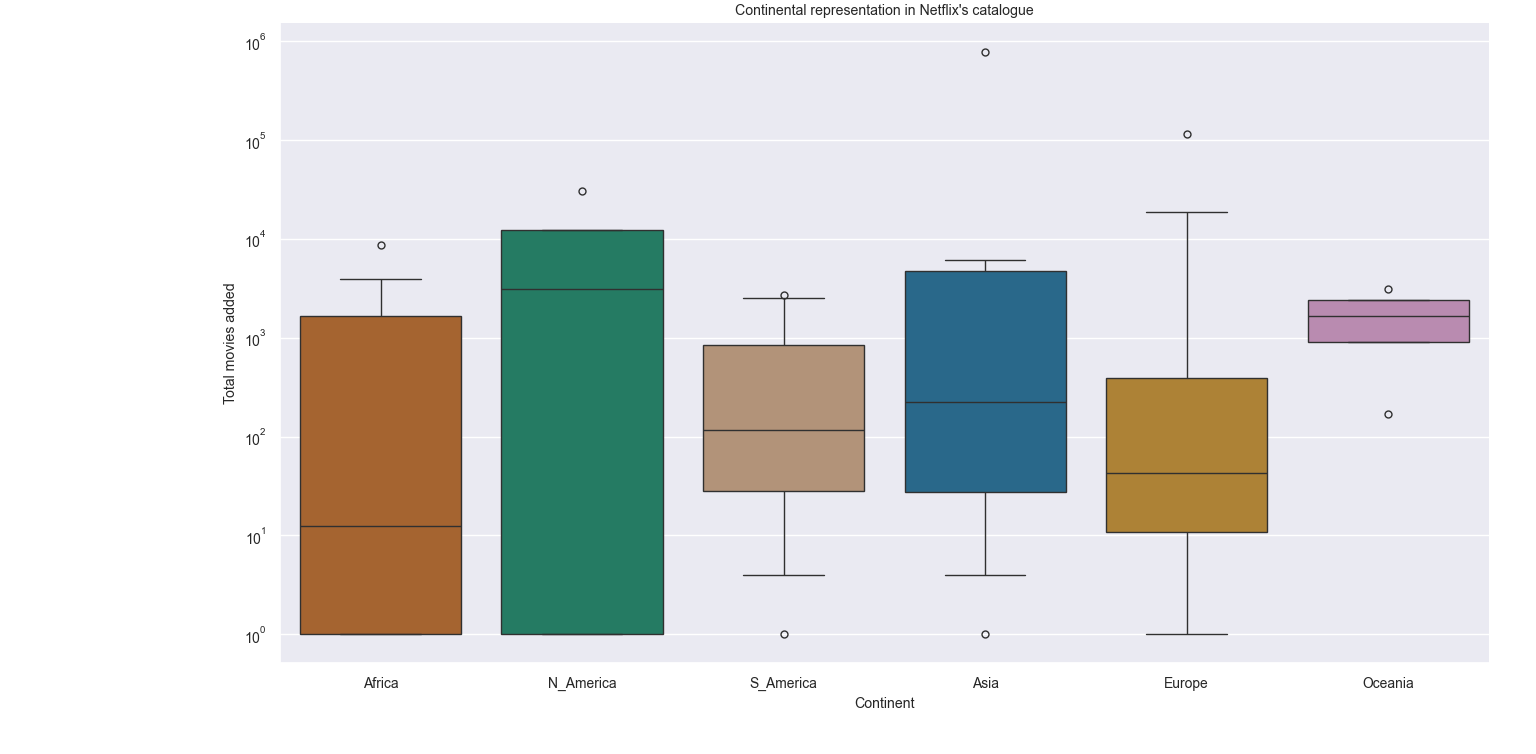 Continental representation in Netflix's catalogue
10^6
10^5
10^4
10^3
10^2
10^1
10^0
Total movies added
Africa N_America S_America Asia Europe Oceania
Continent